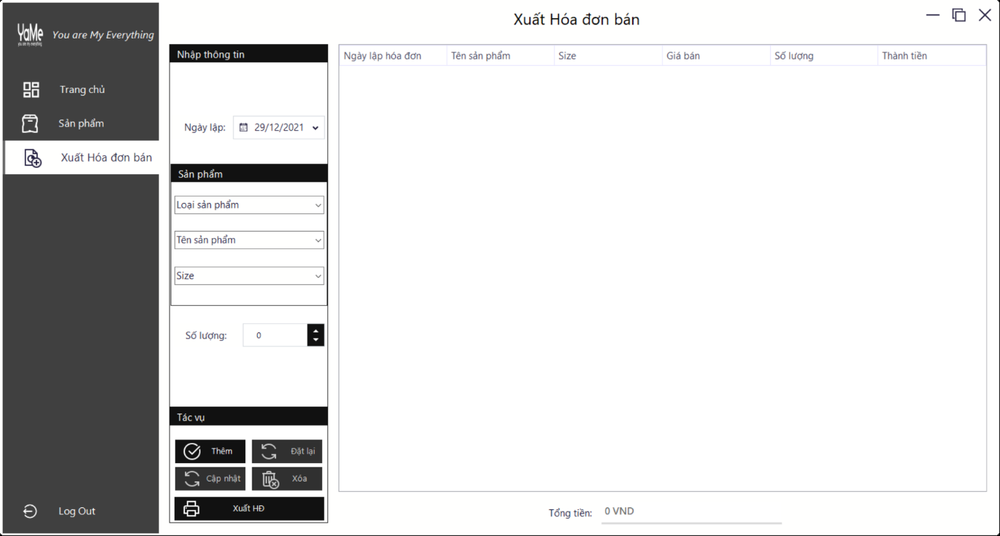 Xuất Hóa đơn bán
YaMe
you are my everything
You are My Everything
Trang chủ
Sản phẩm
Xuất Hóa đơn bán
Log Out
Nhập thông tin
Ngày lập: 29/12/2021
Sản phẩm
Loại sản phẩm
Tên sản phẩm
Size
Số lượng: 0
Tác vụ
Thêm Đặt lại
Cập nhật Xóa
Xuất HĐ
Ngày lập hóa đơn Tên sản phẩm Size Giá bán Số lượng Thành tiền
Tổng tiền: 0 VND